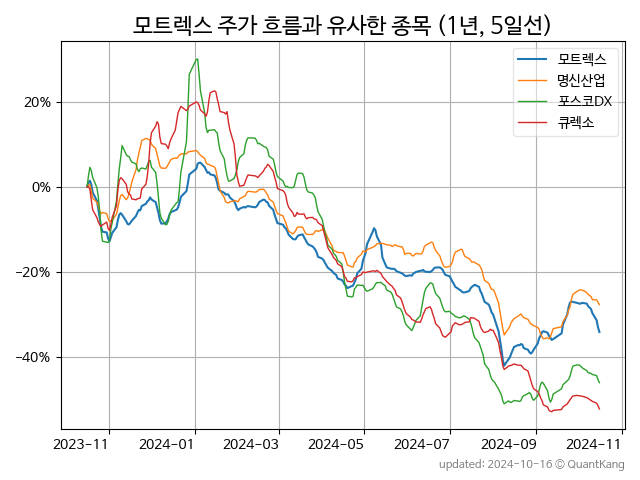 모트렉스 주가 흐름과 유사한 종목 (1년, 5일선)
모트렉스
명신산업
포스코DX
큐렉소
20%
0%
−20%
−40%
2023-11 2024-01 2024-03 2024-05 2024-07 2024-09 2024-11
updated: 2024-10-16 © QuantKang